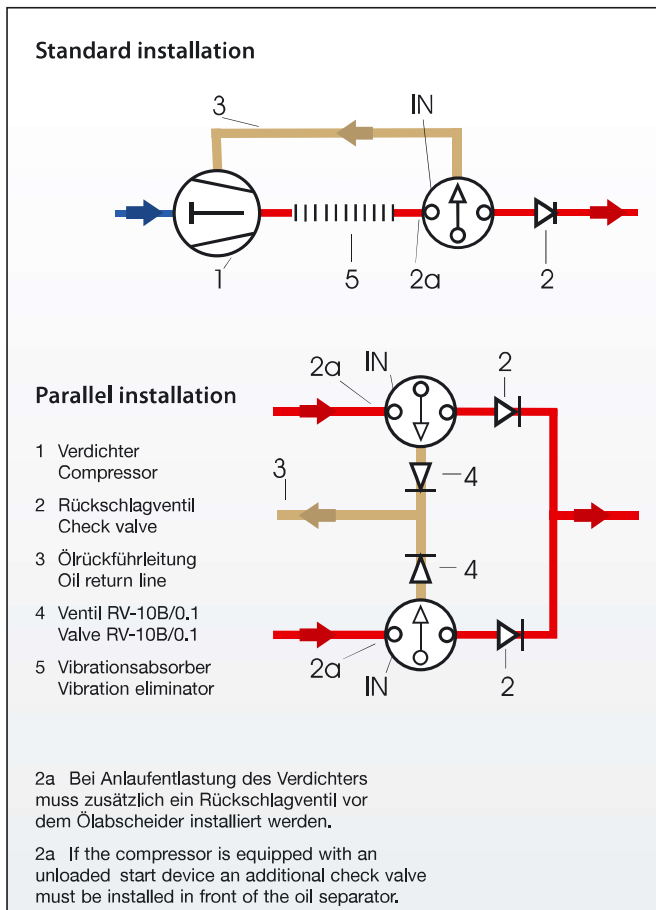 Standard installation
3
IN
1
5
2a
2
Parallel installation
2a
IN
2
1 Verdichter
Compressor
2 Rückschlagventil
Check valve
3 Ölrückführleitung
Oil return line
4 Ventil RV-10B/0.1
Valve RV-10B/0.1
5 Vibrationsabsorber
Vibration eliminator
3
4
4
2a
IN
2
2a Bei Anlaufentlastung des Verdichters
muss zusätzlich ein Rückschlagventil vor
dem Ölabscheider installiert werden.
2a If the compressor is equipped with an
unloaded start device an additional check valve
must be installed in front of the oil separator.